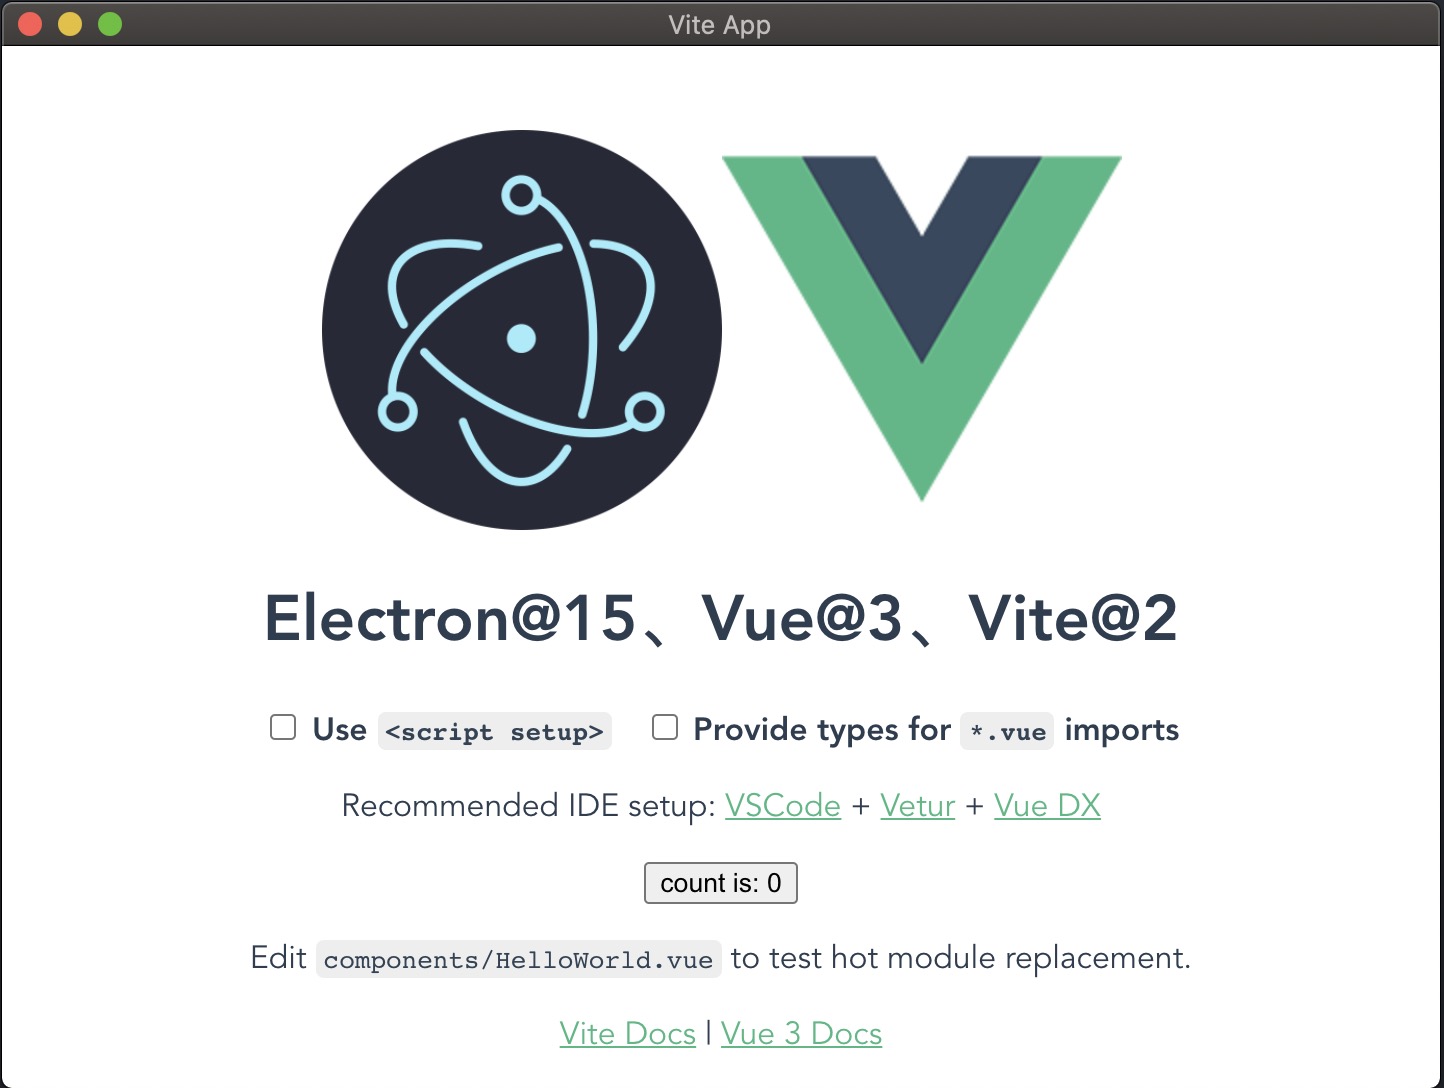 Vite App
Electron@15、Vue@3、Vite@2
Use <script setup> Provide types for *.vue imports
Recommended IDE setup: VSCode + Vetur + Vue DX
count is: 0
Edit components/HelloWorld.vue to test hot module replacement.
Vite Docs | Vue 3 Docs